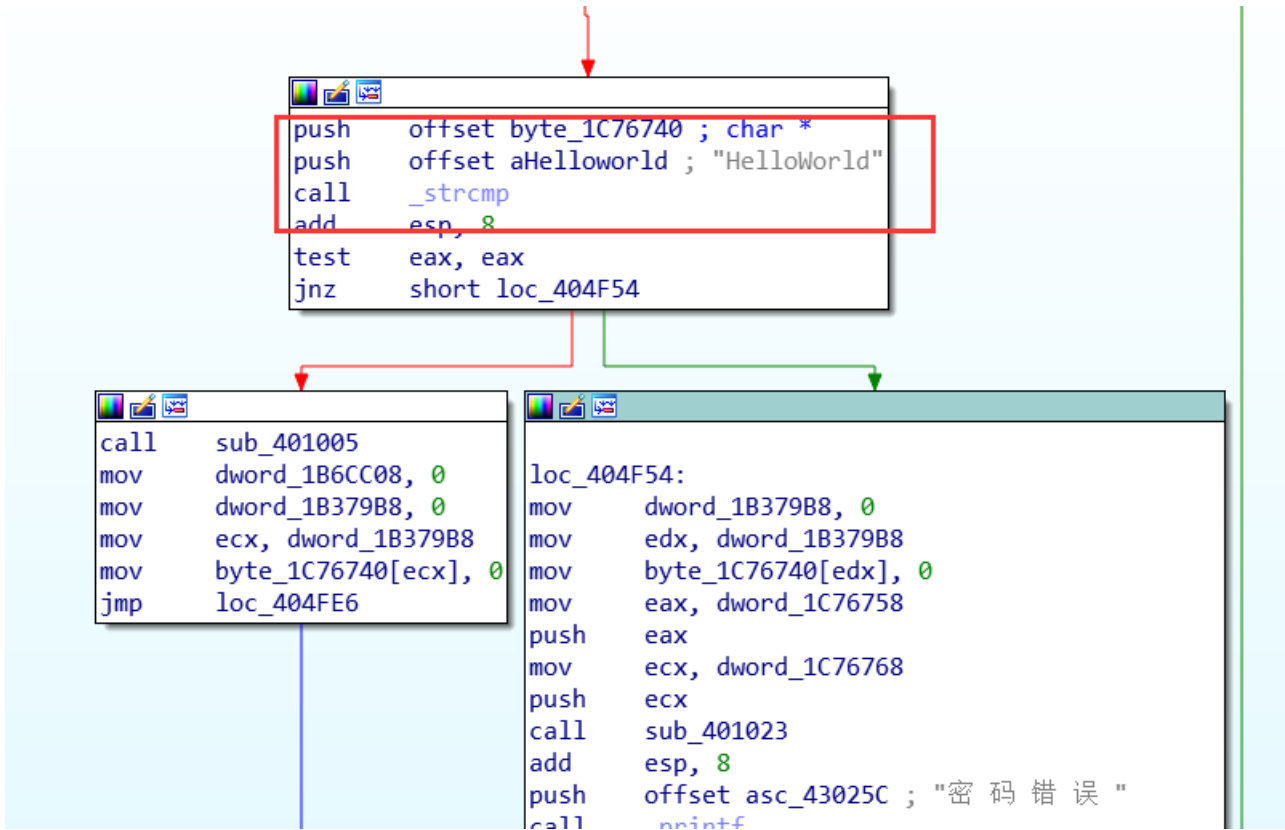 push offset byte_1C76740 ; char *
push offset aHelloworld ; "HelloWorld"
call _strcmp
add esp, 8
test eax, eax
jnz short loc_404F54
call sub_401005
mov dword_1B6CC08, 0
mov dword_1B379B8, 0
mov ecx, dword_1B379B8
mov byte_1C76740[ecx], 0
jmp loc_404FE6
loc_404F54:
mov dword_1B379B8, 0
mov edx, dword_1B379B8
mov byte_1C76740[edx], 0
mov eax, dword_1C76758
push eax
mov ecx, dword_1C76768
push ecx
call sub_401023
add esp, 8
push offset asc_43025C ; "密 码 错 误 "
call _printf